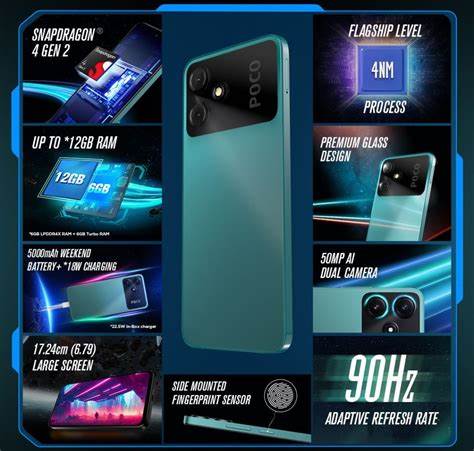 SNAPDRAGON®
4 GEN 2
FLAGSHIP LEVEL
4NM
PROCESS
POCO
UP TO *12GB RAM
12GB
6GB
*6GB LPDDR4X RAM + 6GB Turbo RAM
PREMIUM GLASS
DESIGN
POCO
5000mAh WEEKEND
BATTERY+ *18W CHARGING
*22.5W In-Box charger
50MP AI
DUAL CAMERA
17.24cm (6.79)
LARGE SCREEN
SIDE MOUNTED
FINGERPRINT SENSOR
90Hz
ADAPTIVE REFRESH RATE